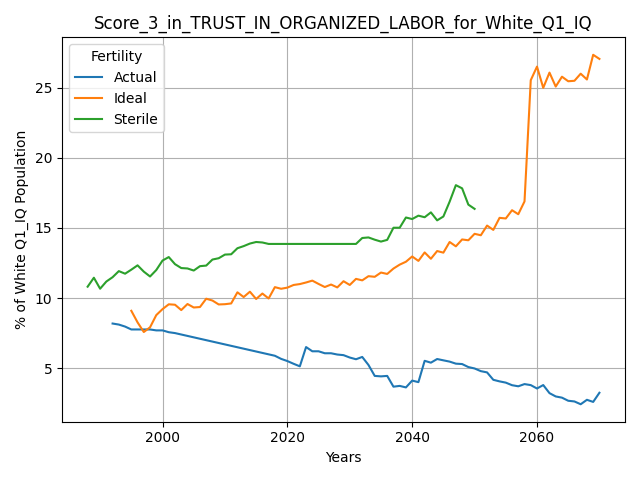 Score_3_in_TRUST_IN_ORGANIZED_LABOR_for_White_Q1_IQ
Fertility
Actual
Ideal
Sterile
% of White Q1_IQ Population
25
20
15
10
5
2000
2020
2040
2060
Years